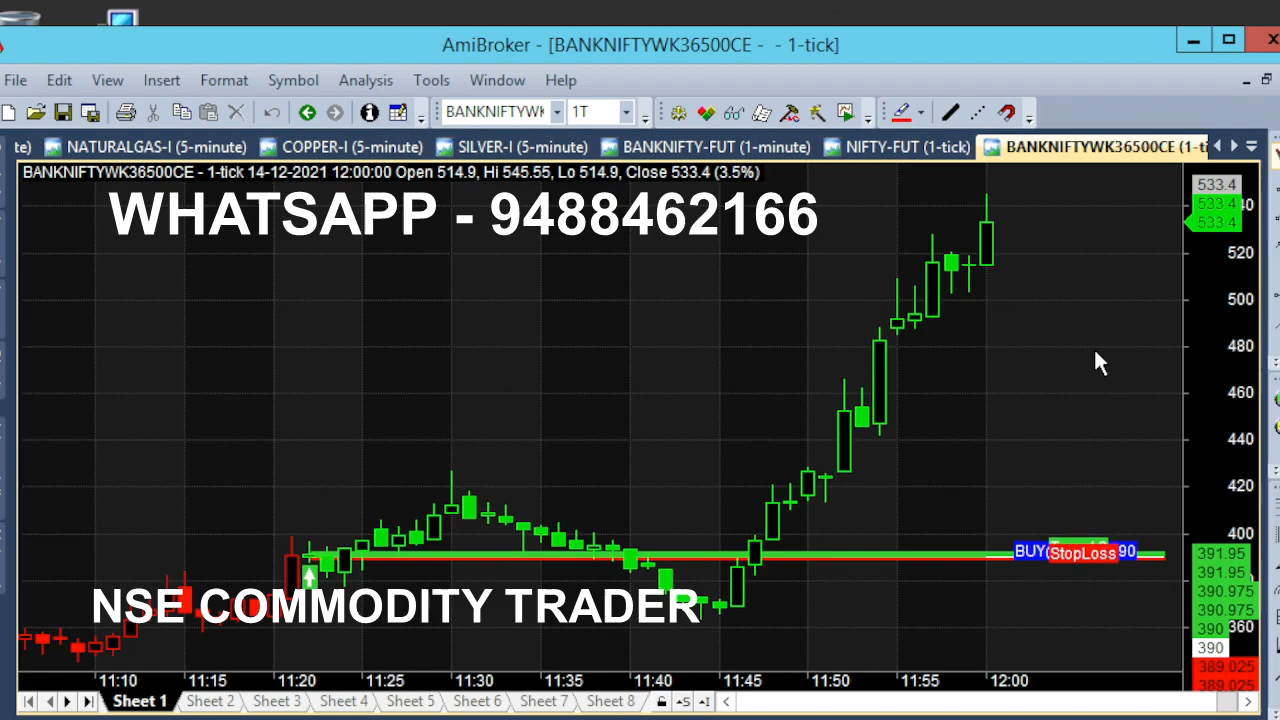 AmiBroker - [BANKNIFTYWK36500CE - - 1-tick]
File Edit View Insert Format Symbol Analysis Tools Window Help
BANKNIFTYWK 1T
te) NATURALGAS-I (5-minute) COPPER-I (5-minute) SILVER-I (5-minute) BANKNIFTY-FUT (1-minute) NIFTY-FUT (1-tick) BANKNIFTYWK36500CE (1-ti
BANKNIFTYWK36500CE - 1-tick 14-12-2021 12:00:00 Open 514.9, Hi 545.55, Lo 514.9, Close 533.4 (3.5%)
WHATSAPP - 9488462166
533.4
533.4
533.4
520
500
480
460
440
420
400
BUY StopLoss 90
391.95
391.95
390.975
390.975
390
360
390
389.025
389.025
NSE COMMODITY TRADER
11:10 11:15 11:20 11:25 11:30 11:35 11:40 11:45 11:50 11:55 12:00
Sheet 1 Sheet 2 Sheet 3 Sheet 4 Sheet 5 Sheet 6 Sheet 7 Sheet 8